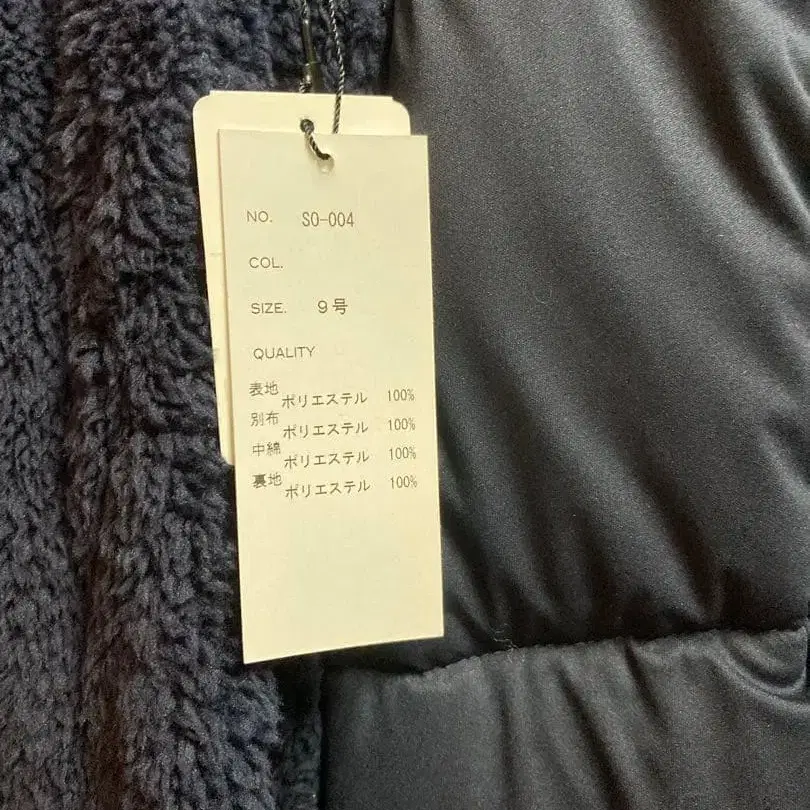 NO. SO-004
COL.
SIZE. 9号
QUALITY
表地 ポリエステル 100%
別布 ポリエステル 100%
中綿 ポリエステル 100%
裏地 ポリエステル 100%